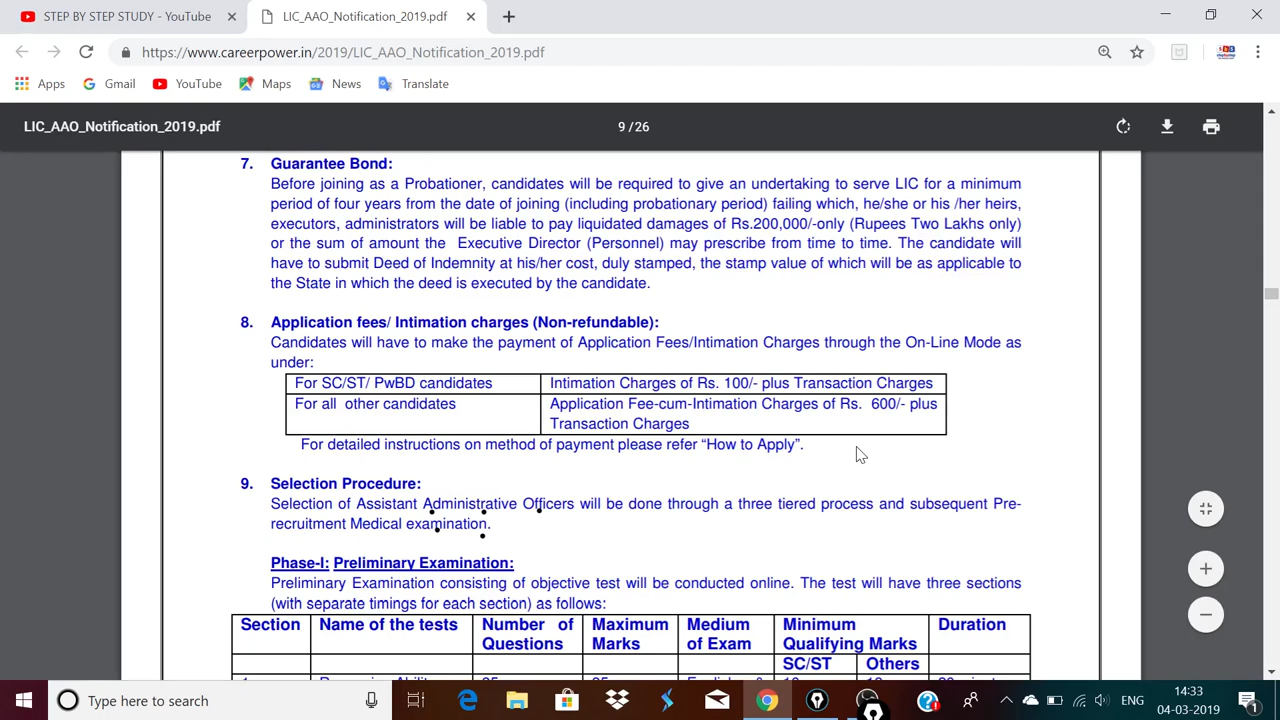 STEP BY STEP STUDY - YouTube
LIC_AAO_Notification_2019.pdf
https://www.careerpower.in/2019/LIC_AAO_Notification_2019.pdf
Apps Gmail YouTube Maps News Translate
LIC_AAO_Notification_2019.pdf 9 / 26
7. Guarantee Bond:
Before joining as a Probationer, candidates will be required to give an undertaking to serve LIC for a minimum
period of four years from the date of joining (including probationary period) failing which, he/she or his /her heirs,
executors, administrators will be liable to pay liquidated damages of Rs.200,000/-only (Rupees Two Lakhs only)
or the sum of amount the Executive Director (Personnel) may prescribe from time to time. The candidate will
have to submit Deed of Indemnity at his/her cost, duly stamped, the stamp value of which will be as applicable to
the State in which the deed is executed by the candidate.
8. Application fees/ Intimation charges (Non-refundable):
Candidates will have to make the payment of Application Fees/Intimation Charges through the On-Line Mode as
under:
For SC/ST/ PwBD candidates Intimation Charges of Rs. 100/- plus Transaction Charges
For all other candidates Application Fee-cum-Intimation Charges of Rs. 600/- plus
Transaction Charges
For detailed instructions on method of payment please refer “How to Apply”.
9. Selection Procedure:
Selection of Assistant Administrative Officers will be done through a three tiered process and subsequent Pre-
recruitment Medical examination.
Phase-I: Preliminary Examination:
Preliminary Examination consisting of objective test will be conducted online. The test will have three sections
(with separate timings for each section) as follows:
Section Name of the tests Number of Maximum Medium Minimum Duration
Questions Marks of Exam Qualifying Marks
SC/ST Others
Type here to search
ENG
14:33
04-03-2019